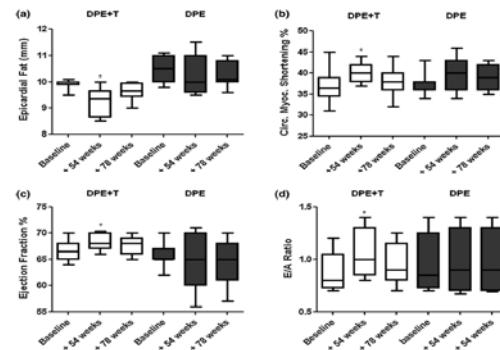 (a)
DPE+T DPE
Epicardial Fat (mm)
12
11
10
9
8
*
Baseline
+ 54 weeks
+ 78 weeks
Baseline
+ 54 weeks
+ 78 weeks
(b)
DPE+T DPE
Circ. Myoc. Shortening %
50
45
40
35
30
25
*
Baseline
+ 54 weeks
+ 78 weeks
Baseline
+ 54 weeks
+78 weeks
(c)
DPE+T DPE
Ejection Fraction %
75
70
65
60
55
*
Baseline
+ 54 weeks
+ 78 weeks
Baseline
+ 54 weeks
+ 78 weeks
(d)
DPE+T DPE
E/A Ratio
1.5
1.0
0.5
*
Baseline
+ 54 weeks
+ 78 weeks
baseline
+ 54 weeks
+ 54 weeks